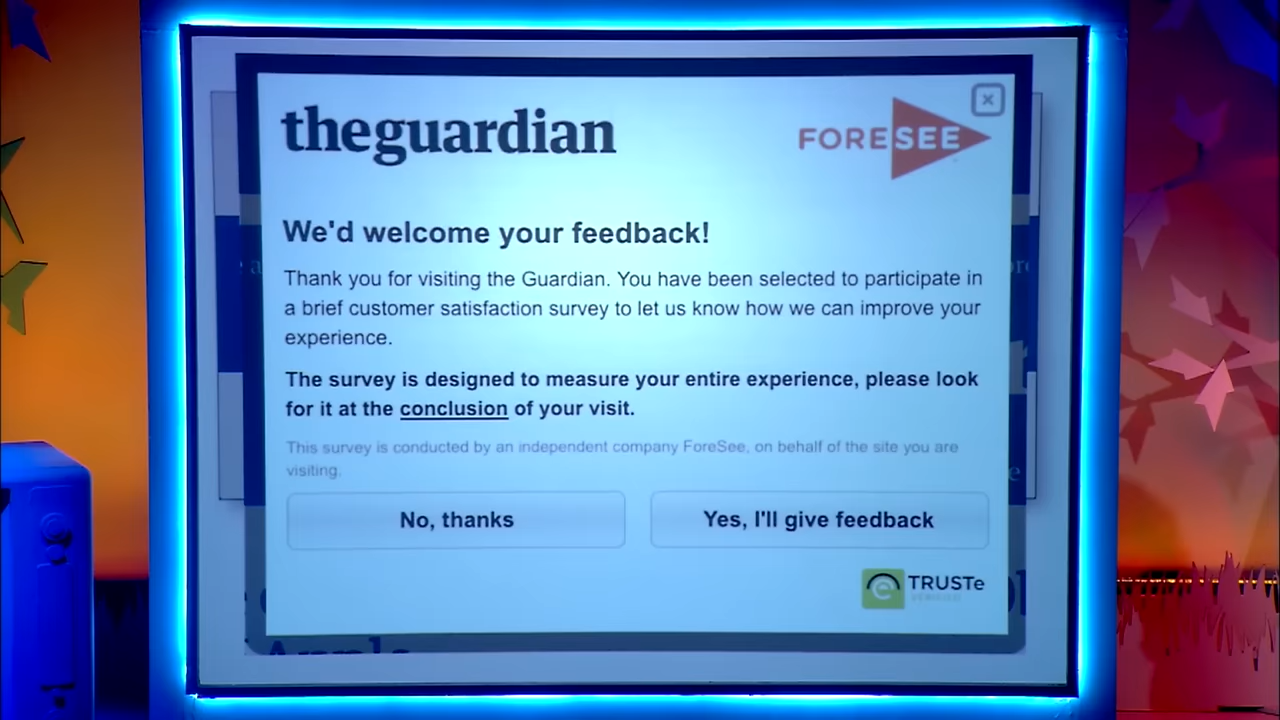 theguardian
FORESEE
We'd welcome your feedback!
Thank you for visiting the Guardian. You have been selected to participate in
a brief customer satisfaction survey to let us know how we can improve your
experience.
The survey is designed to measure your entire experience, please look
for it at the conclusion of your visit.
This survey is conducted by an independent company ForeSee, on behalf of the site you are
visiting.
No, thanks
Yes, I'll give feedback
TRUSTe
VERIFIED